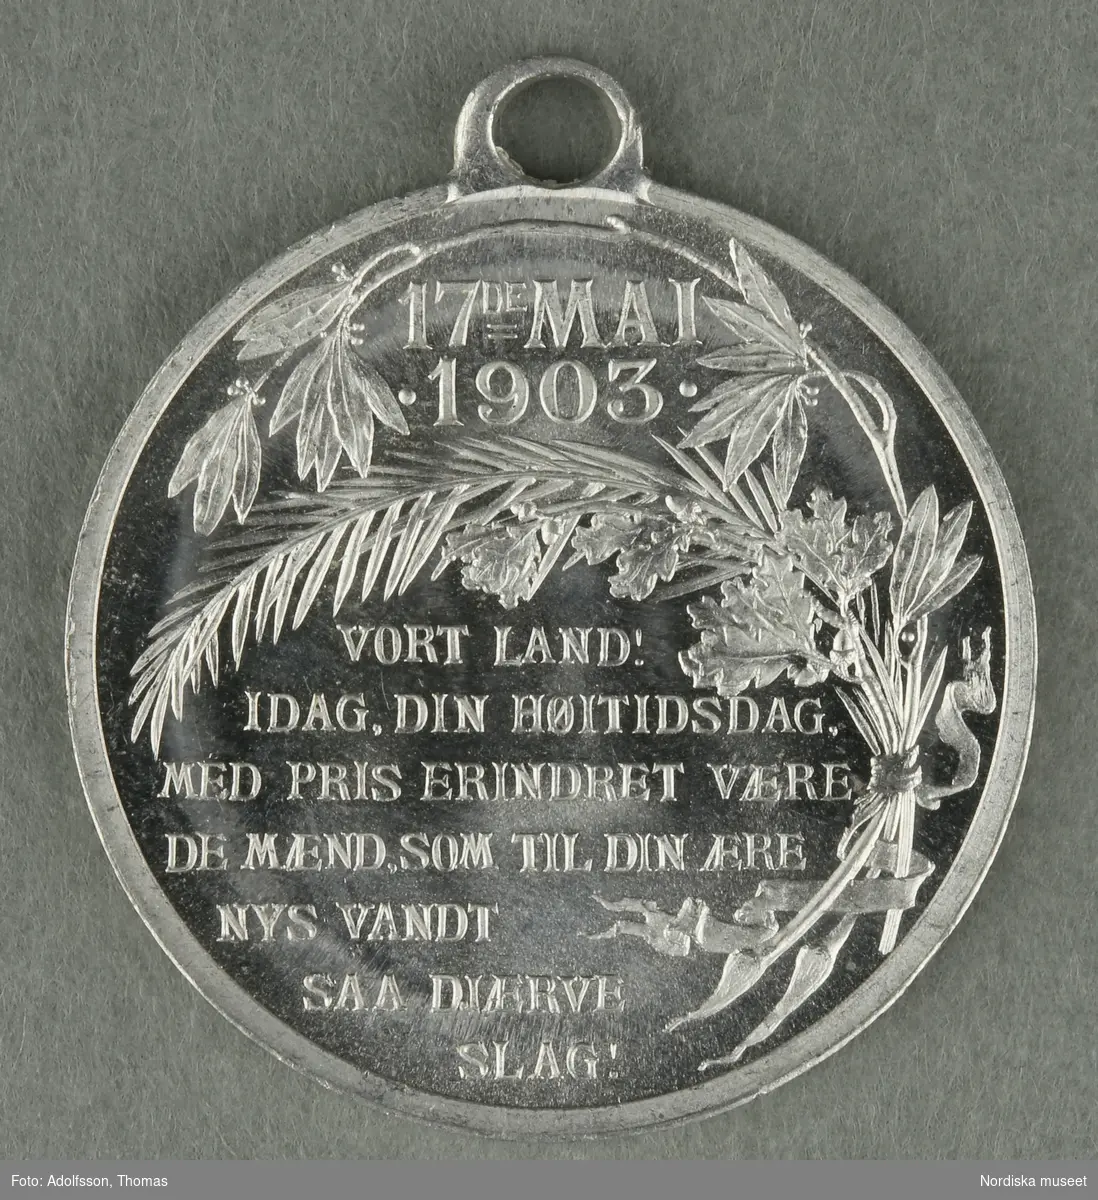 17DE MAI
· 1903 ·
VORT LAND!
IDAG, DIN HØITIDSDAG,
MED PRIS ERINDRET VÆRE
DE MÆND, SOM TIL DIN ÆRE
NYS VANDT
SAA DJÆRVE
SLAG!
Foto: Adolfsson, Thomas
Nordiska museet